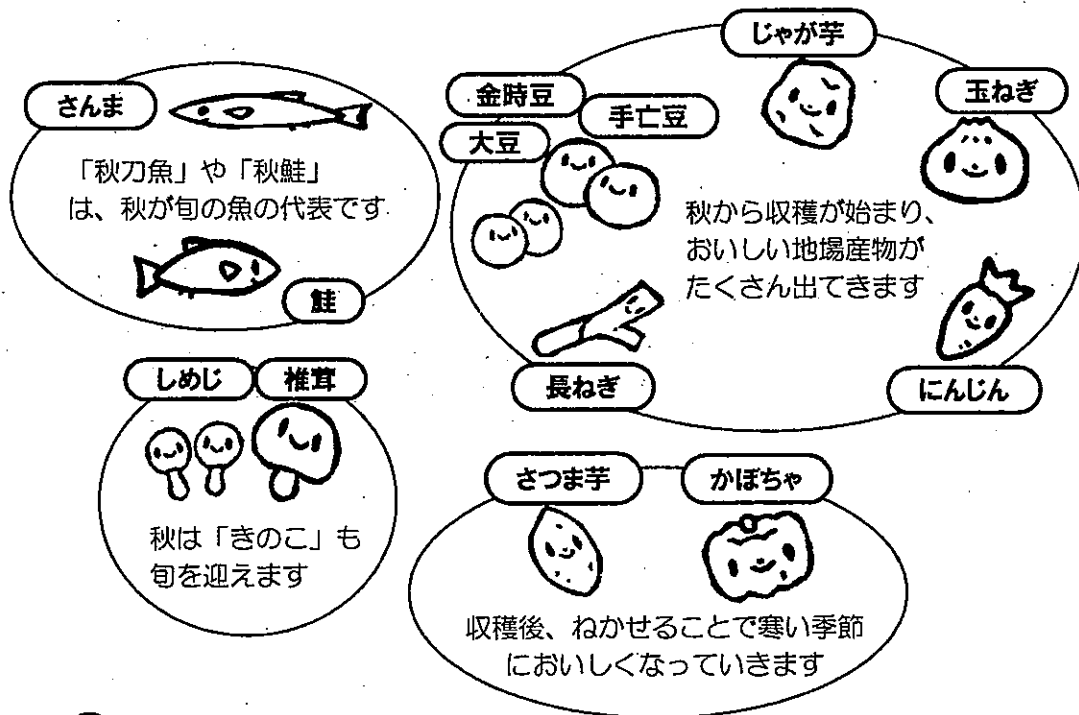 さんま
「秋刀魚」や「秋鮭」
は、秋が旬の魚の代表です
鮭
じゃが芋
金時豆
手亡豆
大豆
玉ねぎ
秋から収穫が始まり、
おいしい地場産物が
たくさん出てきます
長ねぎ
にんじん
しめじ
椎茸
秋は「きのこ」も
旬を迎えます
さつま芋
かぼちゃ
収穫後、ねかせることで寒い季節
においしくなっていきます